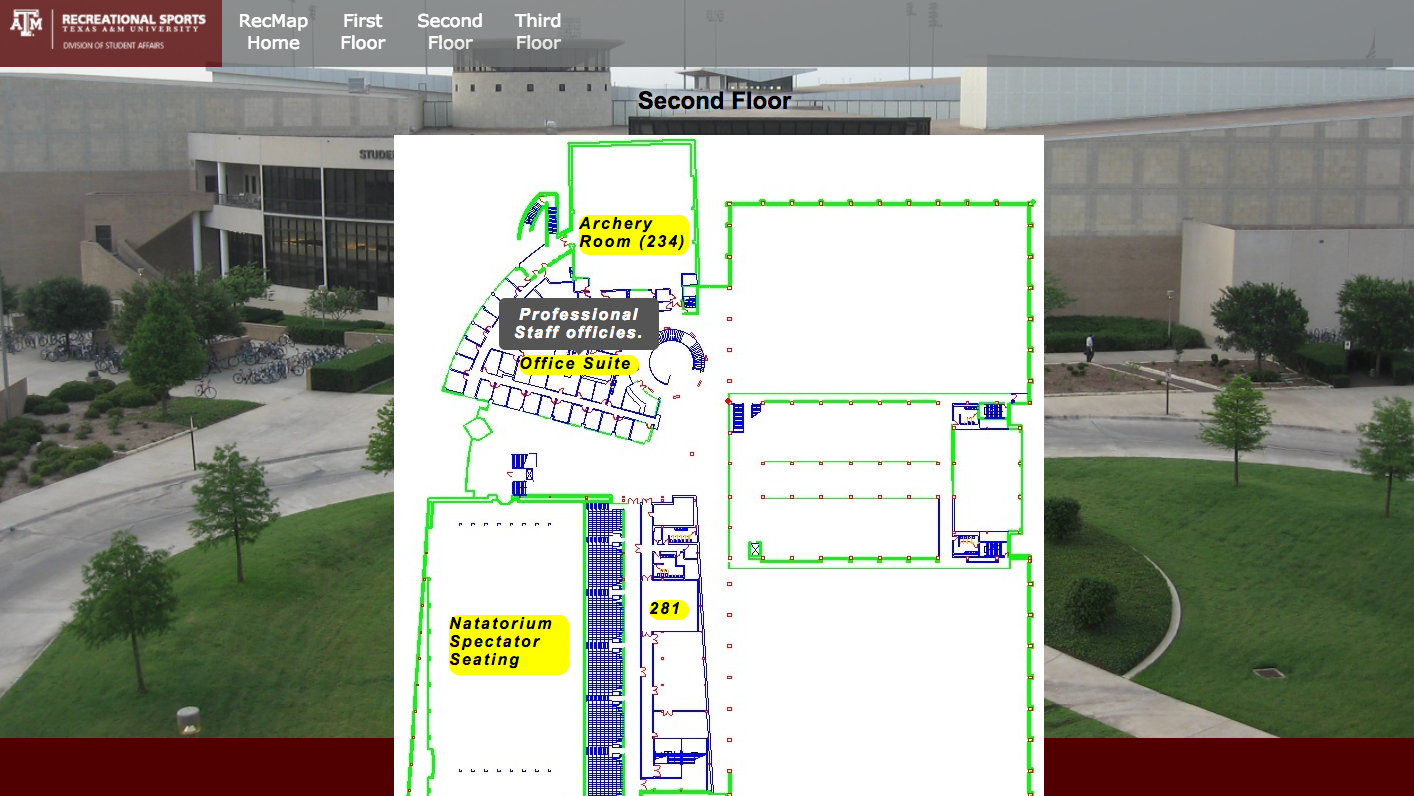 RECREATIONAL SPORTS
TEXAS A&M UNIVERSITY
DIVISION OF STUDENT AFFAIRS
RecMap
Home
First
Floor
Second
Floor
Third
Floor
Second Floor
STUDE
Archery
Room (234)
Professional
Staff officies.
Office Suite
281
Natatorium
Spectator
Seating